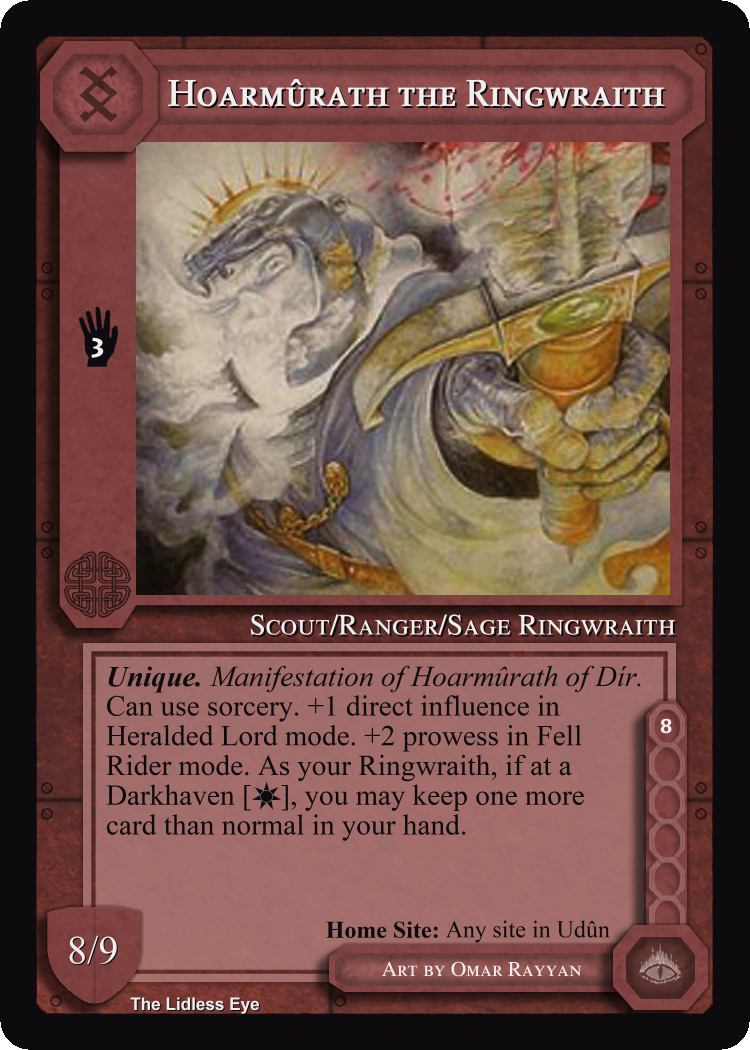 Hoarmûrath the Ringwraith
3
Scout/Ranger/Sage Ringwraith
Unique. Manifestation of Hoarmûrath of Dír.
Can use sorcery. +1 direct influence in
Heralded Lord mode. +2 prowess in Fell
Rider mode. As your Ringwraith, if at a
Darkhaven [☀], you may keep one more
card than normal in your hand.
8
Home Site: Any site in Udûn
8/9
Art by Omar Rayyan
The Lidless Eye